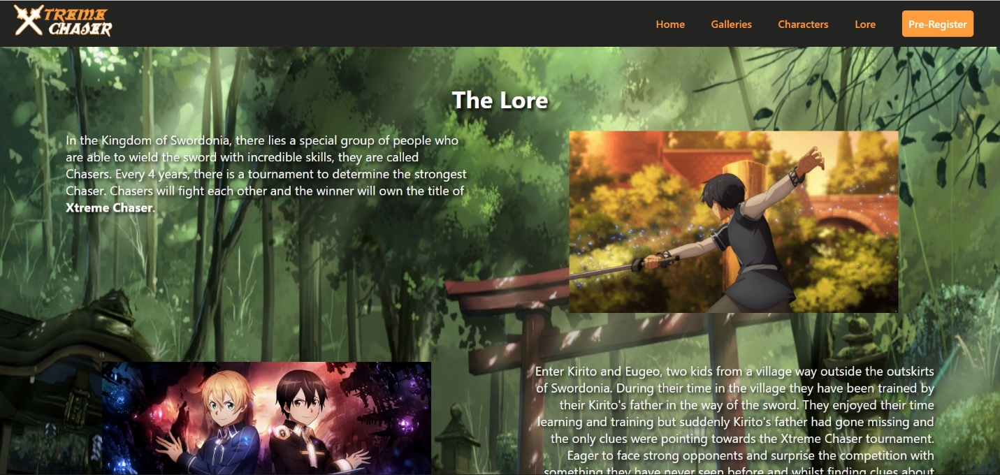 XTREME
CHASER
Home Galleries Characters Lore Pre-Register
The Lore
In the Kingdom of Swordonia, there lies a special group of people who
are able to wield the sword with incredible skills, they are called
Chasers. Every 4 years, there is a tournament to determine the strongest
Chaser. Chasers will fight each other and the winner will own the title of
Xtreme Chaser.
Enter Kirito and Eugeo, two kids from a village way outside the outskirts
of Swordonia. During their time in the village they have been trained by
their Kirito's father in the way of the sword. They enjoyed their time
learning and training but suddenly Kirito's father had gone missing and
the only clues were pointing towards the Xtreme Chaser tournament.
Eager to face strong opponents and surprise the competition with
something they have never seen before and whilst finding clues about